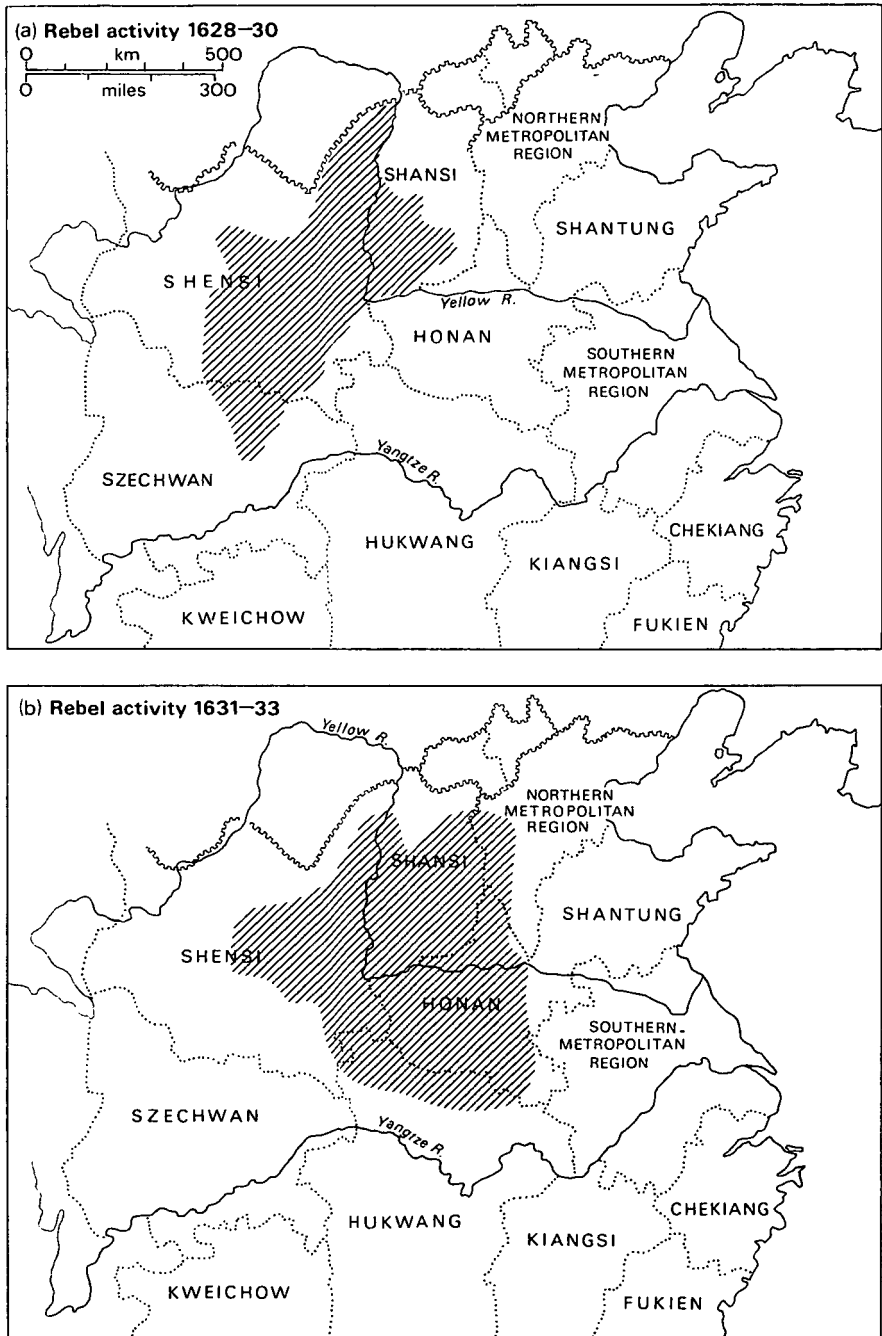 (a) Rebel activity 1628–30
0 km 500
0 miles 300
NORTHERN
METROPOLITAN
REGION
SHANSI
SHANTUNG
SHENSI
Yellow R.
HONAN
SOUTHERN
METROPOLITAN
REGION
Yangtze R.
SZECHWAN
HUKWANG
CHEKIANG
KIANGSI
KWEICHOW
FUKIEN
(b) Rebel activity 1631–33
Yellow R.
NORTHERN
METROPOLITAN
REGION
SHANSI
SHANTUNG
SHENSI
HONAN
SOUTHERN
METROPOLITAN
REGION
SZECHWAN
Yangtze R.
HUKWANG
CHEKIANG
KIANGSI
KWEICHOW
FUKIEN